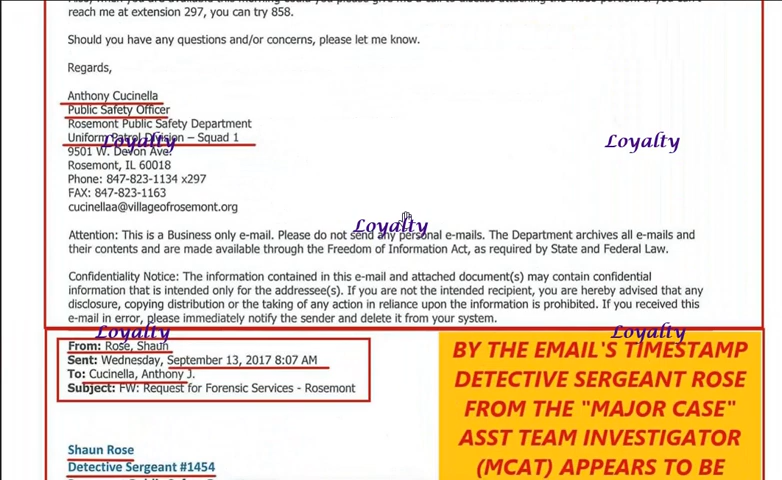 reach me at extension 297, you can try 858.
Should you have any questions and/or concerns, please let me know.
Regards,
Anthony Cucinella
Public Safety Officer
Rosemont Public Safety Department
Uniform Patrol Division – Squad 1
Loyalty
Loyalty
9501 W. Devon Ave.
Rosemont, IL 60018
Phone: 847-823-1134 x297
FAX: 847-823-1163
cucinellaa@villageofrosemont.org
Loyalty
Attention: This is a Business only e-mail. Please do not send any personal e-mails. The Department archives all e-mails and
their contents and are made available through the Freedom of Information Act, as required by State and Federal Law.
Confidentiality Notice: The information contained in this e-mail and attached document(s) may contain confidential
information that is intended only for the addressee(s). If you are not the intended recipient, you are hereby advised that any
disclosure, copying distribution or the taking of any action in reliance upon the information is prohibited. If you received this
e-mail in error, please immediately notify the sender and delete it from your system.
Loyalty
Loyalty
From: Rose, Shaun
Sent: Wednesday, September 13, 2017 8:07 AM
To: Cucinella, Anthony J.
Subject: FW: Request for Forensic Services - Rosemont
Shaun Rose
Detective Sergeant #1454
BY THE EMAIL'S TIMESTAMP
DETECTIVE SERGEANT ROSE
FROM THE "MAJOR CASE"
ASST TEAM INVESTIGATOR
(MCAT) APPEARS TO BE